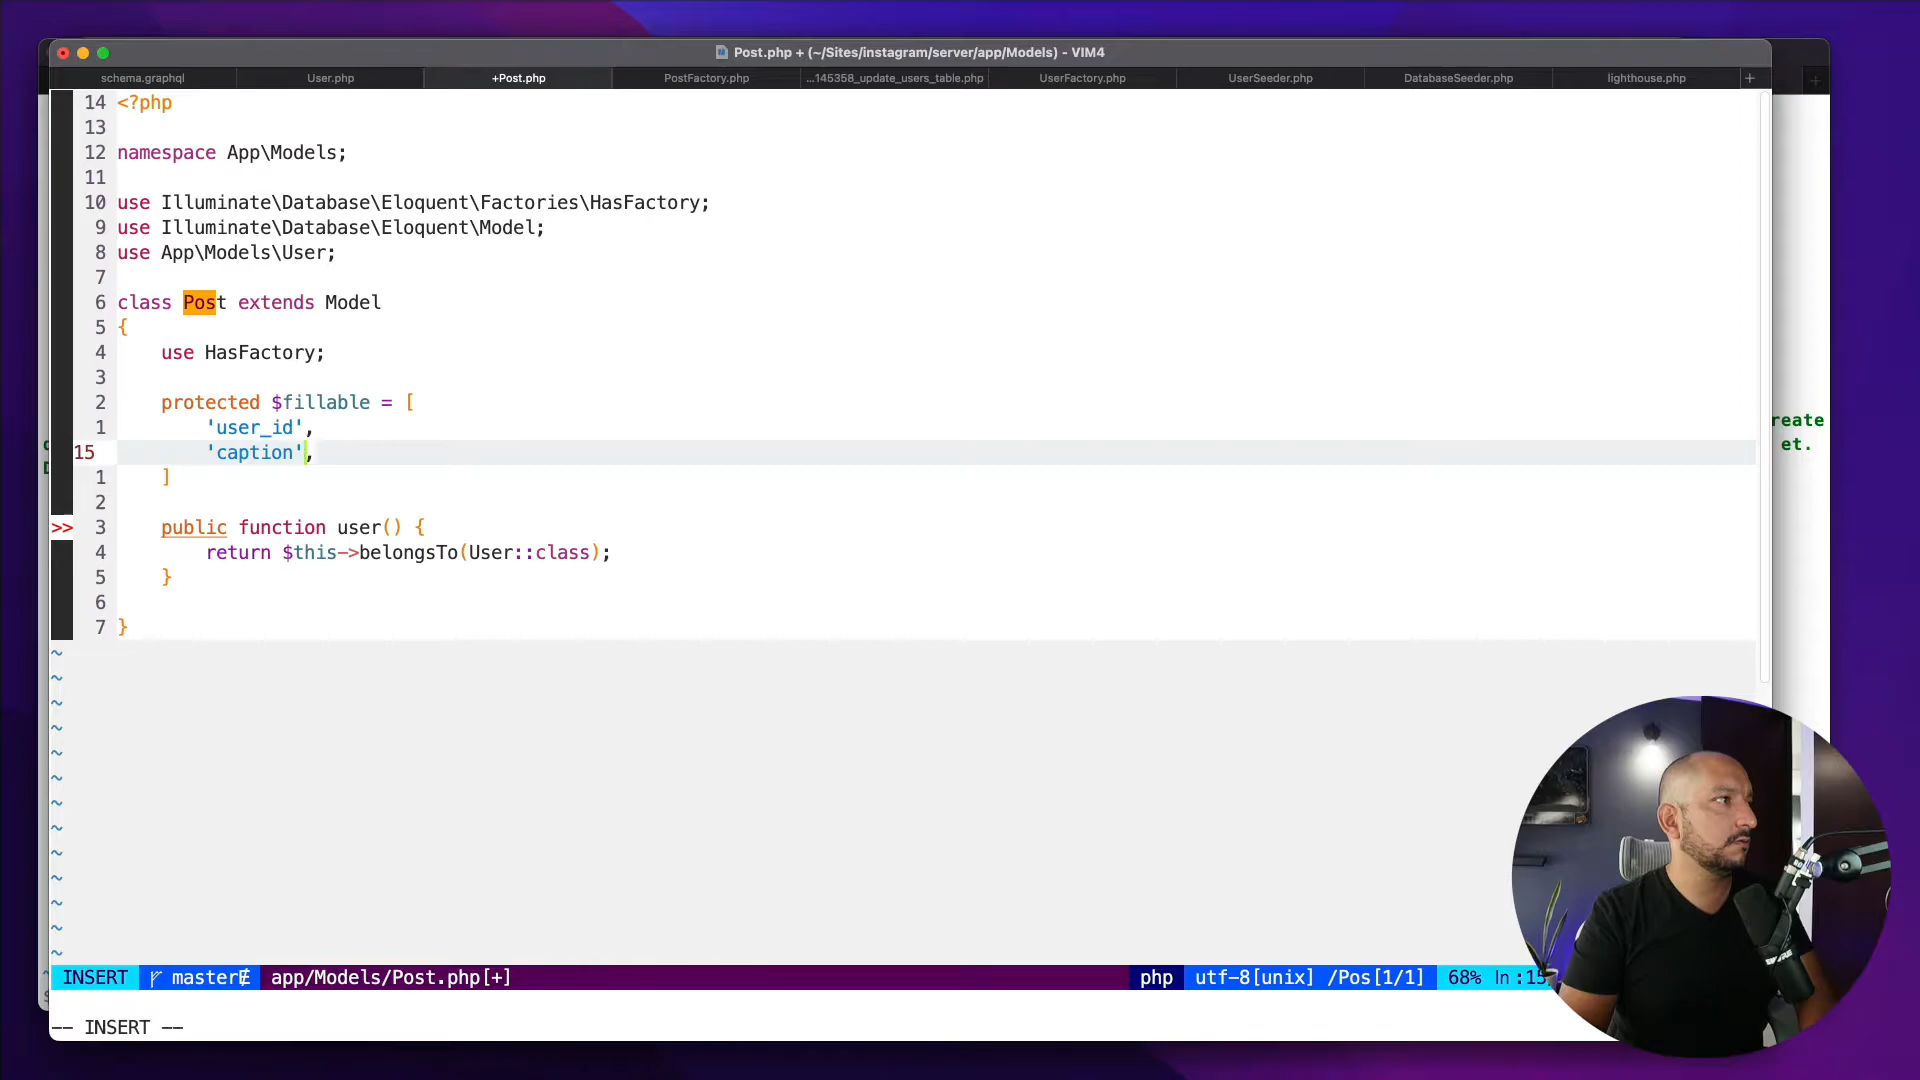 Post.php + (~/Sites/instagram/server/app/Models) - VIM4
schema.graphql User.php +Post.php PostFactory.php ...145358_update_users_table.php UserFactory.php UserSeeder.php DatabaseSeeder.php lighthouse.php + +
14 <?php
13
12 namespace App\Models;
11
10 use Illuminate\Database\Eloquent\Factories\HasFactory;
9 use Illuminate\Database\Eloquent\Model;
8 use App\Models\User;
7
6 class Post extends Model
5 {
4 use HasFactory;
3
2 protected $fillable = [
1 'user_id',
reate
15 'caption',
et.
1 ]
2
>> 3 public function user() {
4 return $this->belongsTo(User::class);
5 }
6
7 }
~
~
~
~
~
~
~
~
~
~
~
~
~
INSERT master app/Models/Post.php[+] php utf-8[unix] /Pos[1/1] 68% ln:15
-- INSERT --